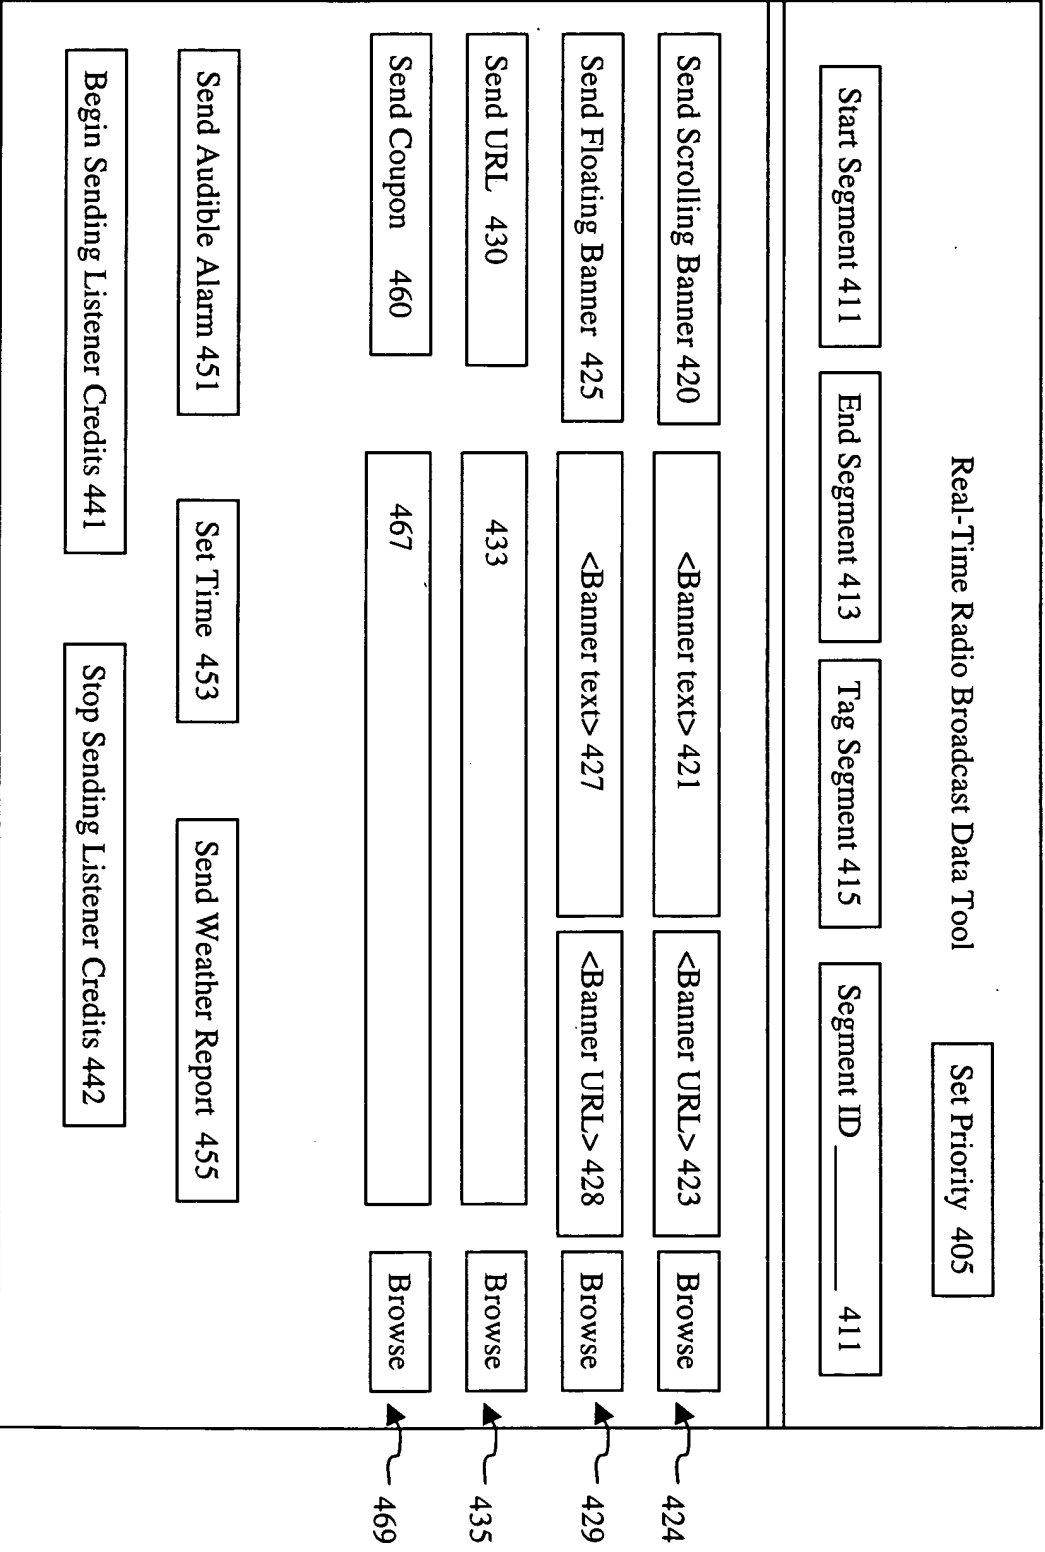 Real-Time Radio Broadcast Data Tool
Set Priority 405
Start Segment 411
End Segment 413
Tag Segment 415
Segment ID__________ 411
Send Scrolling Banner 420
<Banner text> 421
<Banner URL> 423
Browse
424
Send Floating Banner 425
<Banner text> 427
<Banner URL> 428
Browse
429
Send URL 430
433
Browse
435
Send Coupon 460
467
Browse
469
Send Audible Alarm 451
Set Time 453
Send Weather Report 455
Begin Sending Listener Credits 441
Stop Sending Listener Credits 442